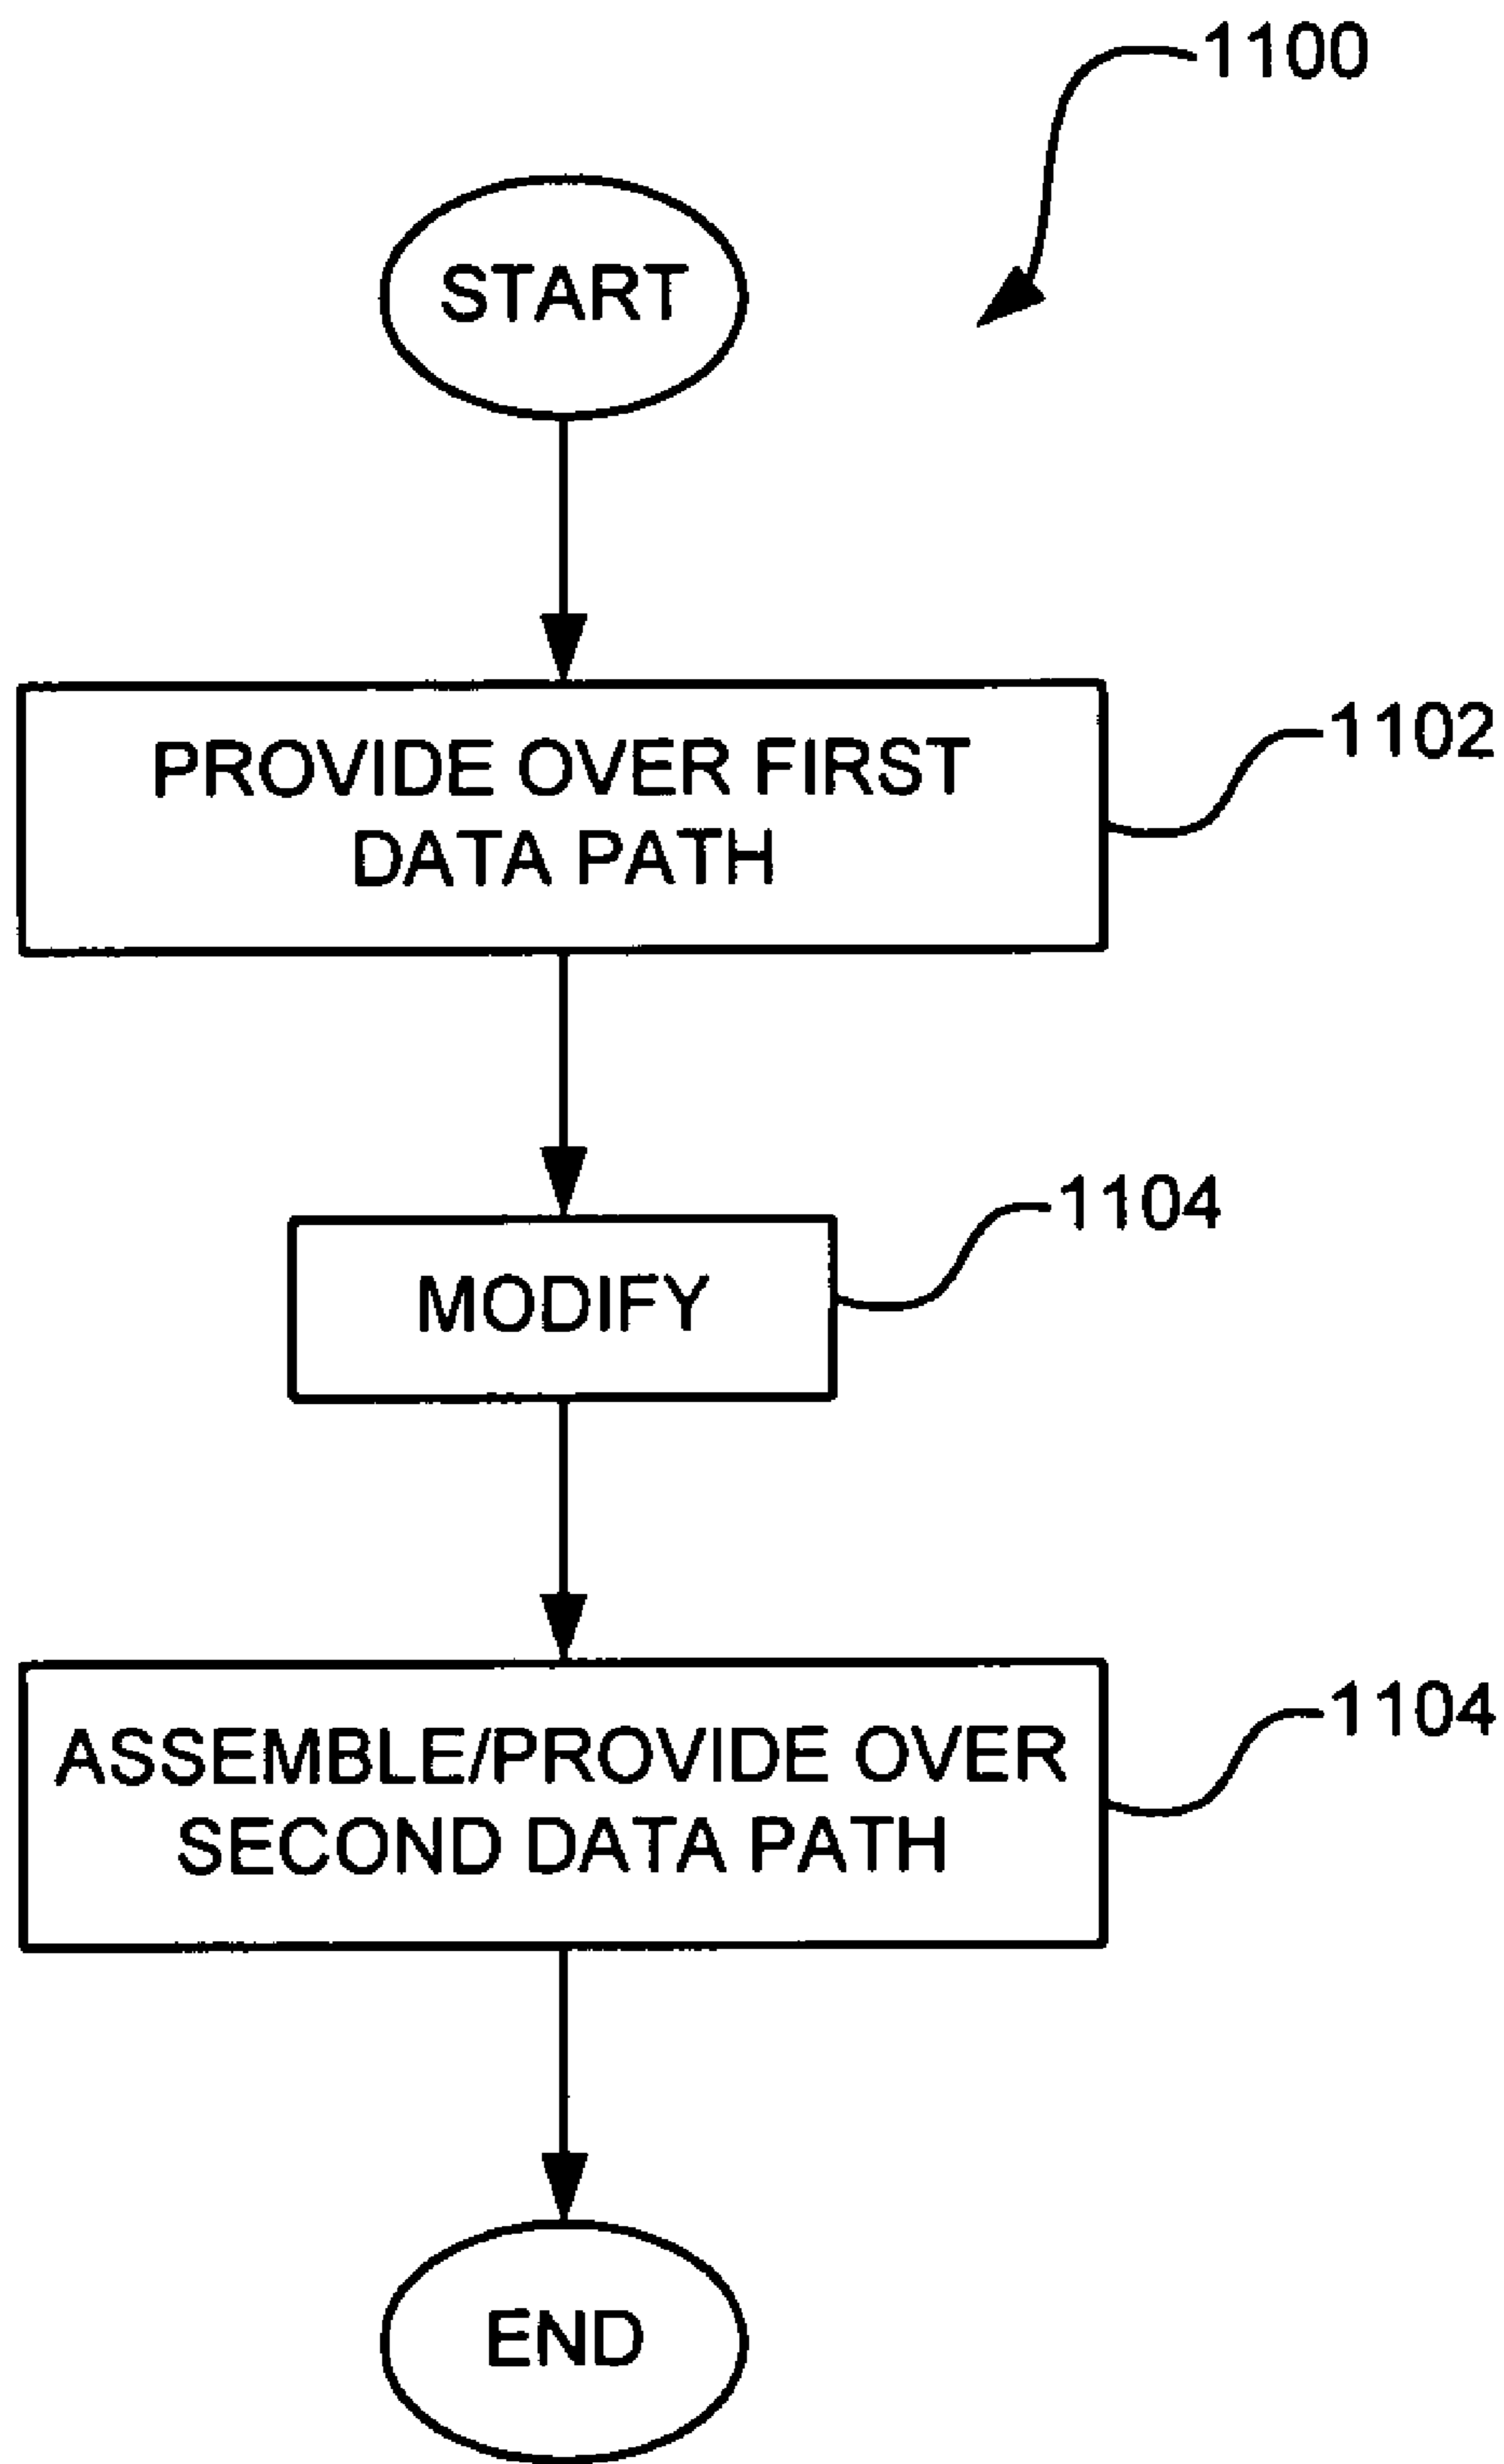 1100
START
PROVIDE OVER FIRST
DATA PATH
1102
MODIFY
1104
ASSEMBLE/PROVIDE OVER
SECOND DATA PATH
1104
END